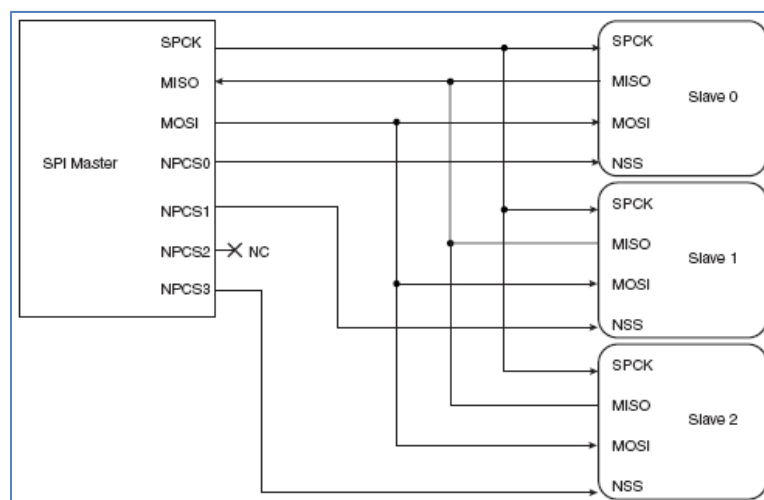 SPI Master
SPCK
MISO
MOSI
NPCS0
NPCS1
NPCS2
NC
NPCS3
SPCK
MISO
Slave 0
MOSI
NSS
SPCK
MISO
Slave 1
MOSI
NSS
SPCK
MISO
Slave 2
MOSI
NSS